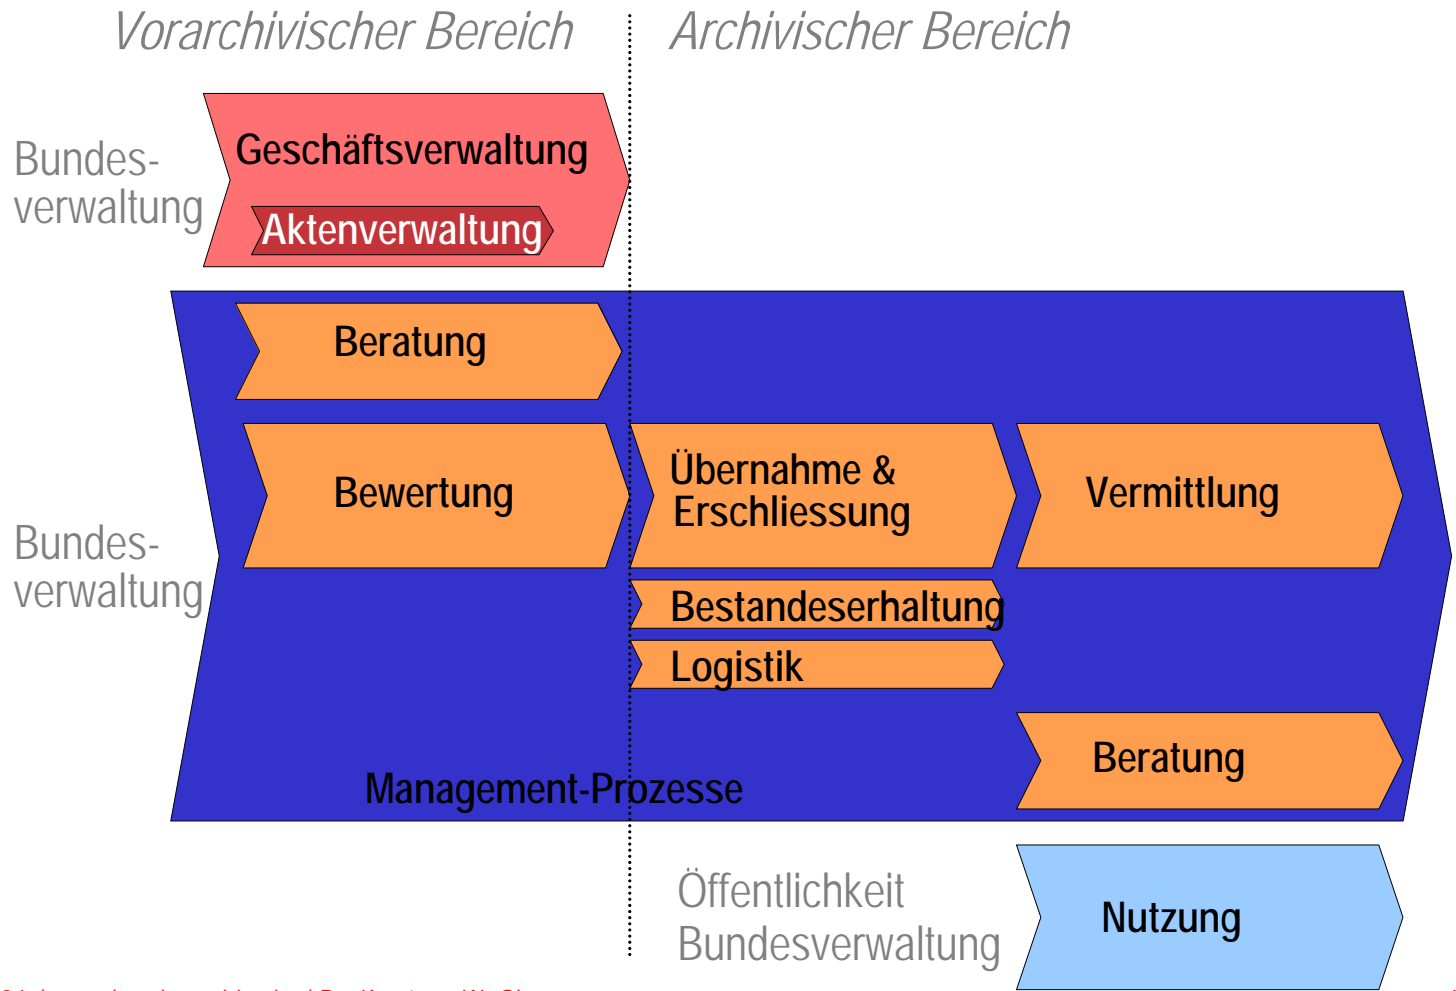 Vorarchivischer Bereich
Archivischer Bereich
Bundes-
verwaltung
Geschäftsverwaltung
Aktenverwaltung
Beratung
Bundes-
verwaltung
Bewertung
Übernahme &
Erschliessung
Vermittlung
Bestandeserhaltung
Logistik
Beratung
Management-Prozesse
Öffentlichkeit
Bundesverwaltung
Nutzung